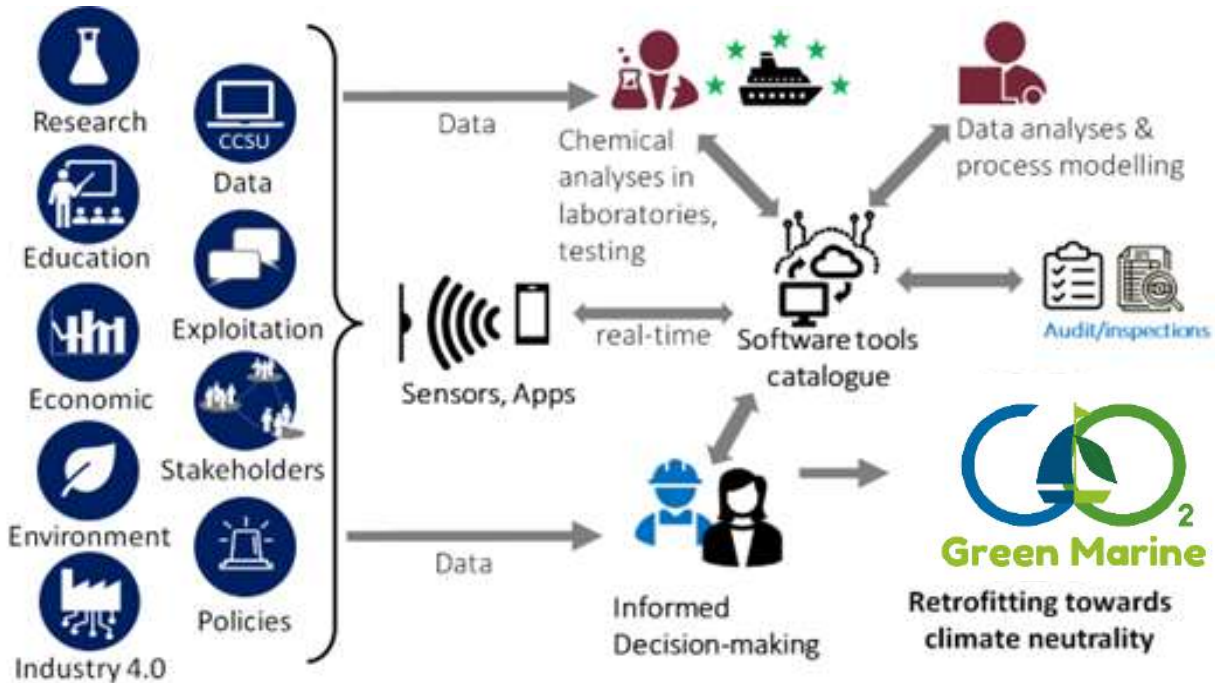 Research
Education
Economic
Environment
Industry 4.0
CCSU
Data
Exploitation
Stakeholders
Policies
Data
Sensors, Apps
real-time
Data
Chemical
analyses in
laboratories,
testing
Data analyses &
process modelling
Software tools
catalogue
Audit/inspections
Informed
Decision-making
CO2
Green Marine
Retrofitting towards
climate neutrality